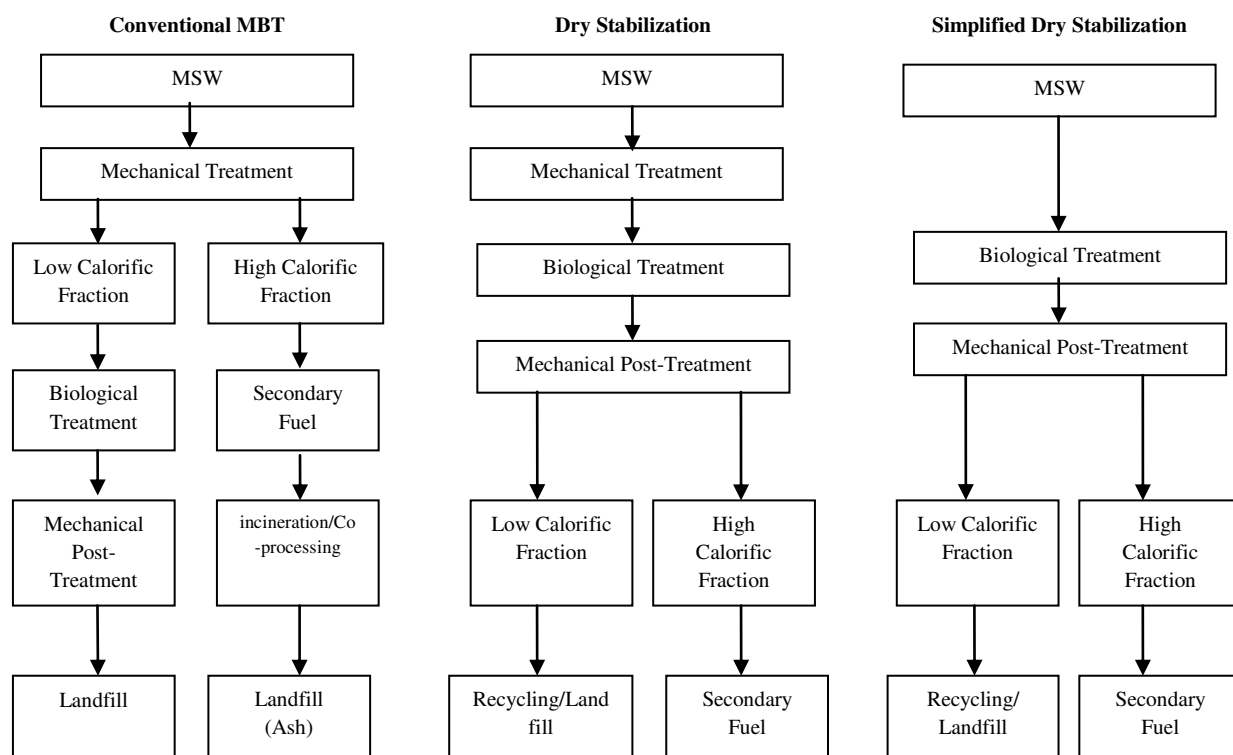 Conventional MBT
MSW
Mechanical Treatment
Low Calorific
Fraction
High Calorific
Fraction
Biological
Treatment
Secondary
Fuel
Mechanical
Post-
Treatment
incineration/Co
-processing
Landfill
Landfill
(Ash)
Dry Stabilization
MSW
Mechanical Treatment
Biological Treatment
Mechanical Post-Treatment
Low Calorific
Fraction
High
Calorific
Fraction
Recycling/Land
fill
Secondary
Fuel
Simplified Dry Stabilization
MSW
Biological Treatment
Mechanical Post-Treatment
Low Calorific
Fraction
High
Calorific
Fraction
Recycling/
Landfill
Secondary
Fuel